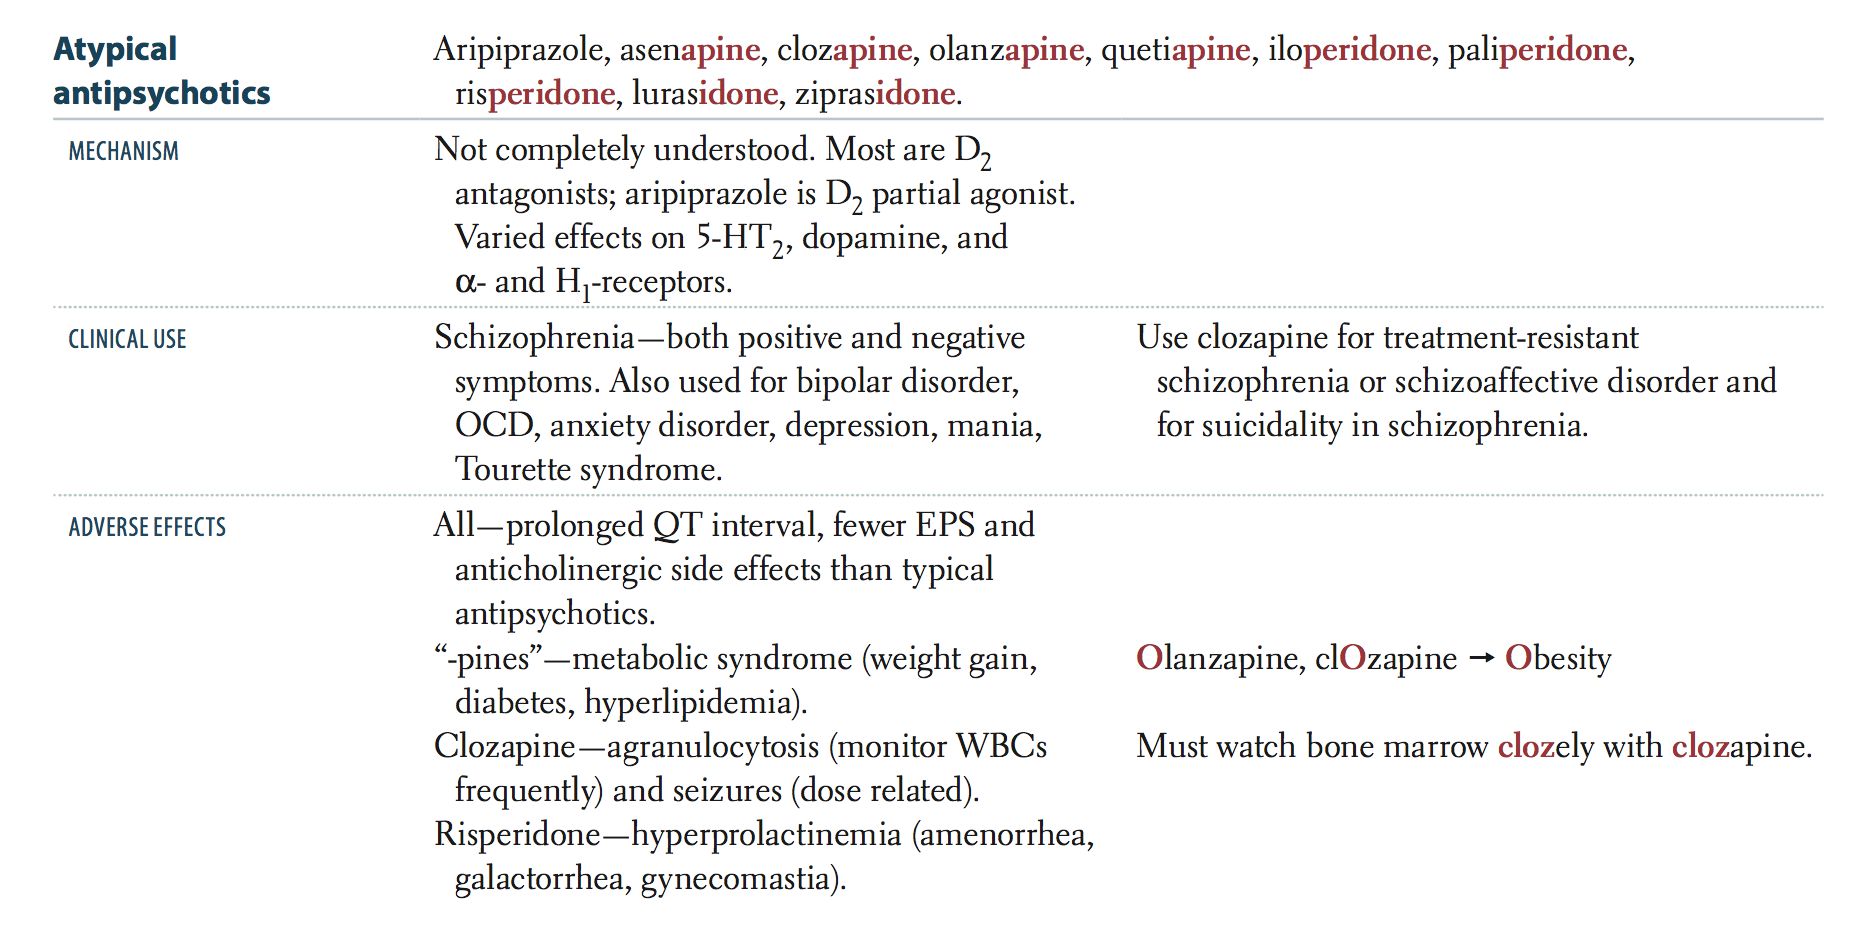 Atypical
antipsychotics
Aripiprazole, asenapine, clozapine, olanzapine, quetiapine, iloperidone, paliperidone,
risperidone, lurasidone, ziprasidone.
MECHANISM
Not completely understood. Most are D₂
antagonists; aripiprazole is D₂ partial agonist.
Varied effects on 5-HT₂, dopamine, and
α- and H₁-receptors.
CLINICAL USE
Schizophrenia—both positive and negative
symptoms. Also used for bipolar disorder,
OCD, anxiety disorder, depression, mania,
Tourette syndrome.
Use clozapine for treatment-resistant
schizophrenia or schizoaffective disorder and
for suicidality in schizophrenia.
ADVERSE EFFECTS
All—prolonged QT interval, fewer EPS and
anticholinergic side effects than typical
antipsychotics.
“-pines”—metabolic syndrome (weight gain,
diabetes, hyperlipidemia).
Olanzapine, clOzapine → Obesity
Clozapine—agranulocytosis (monitor WBCs
frequently) and seizures (dose related).
Must watch bone marrow clozely with clozapine.
Risperidone—hyperprolactinemia (amenorrhea,
galactorrhea, gynecomastia).